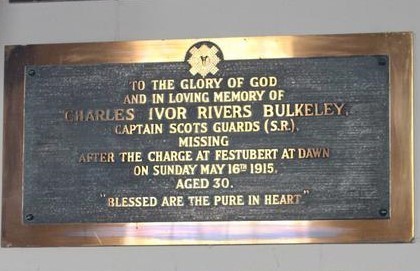 TO THE GLORY OF GOD
AND IN LOVING MEMORY OF
CHARLES IVOR RIVERS BULKELEY,
CAPTAIN SCOTS GUARDS (S.R.),
MISSING
AFTER THE CHARGE AT FESTUBERT AT DAWN
ON SUNDAY MAY 16TH 1915.
AGED 30.
"BLESSED ARE THE PURE IN HEART"